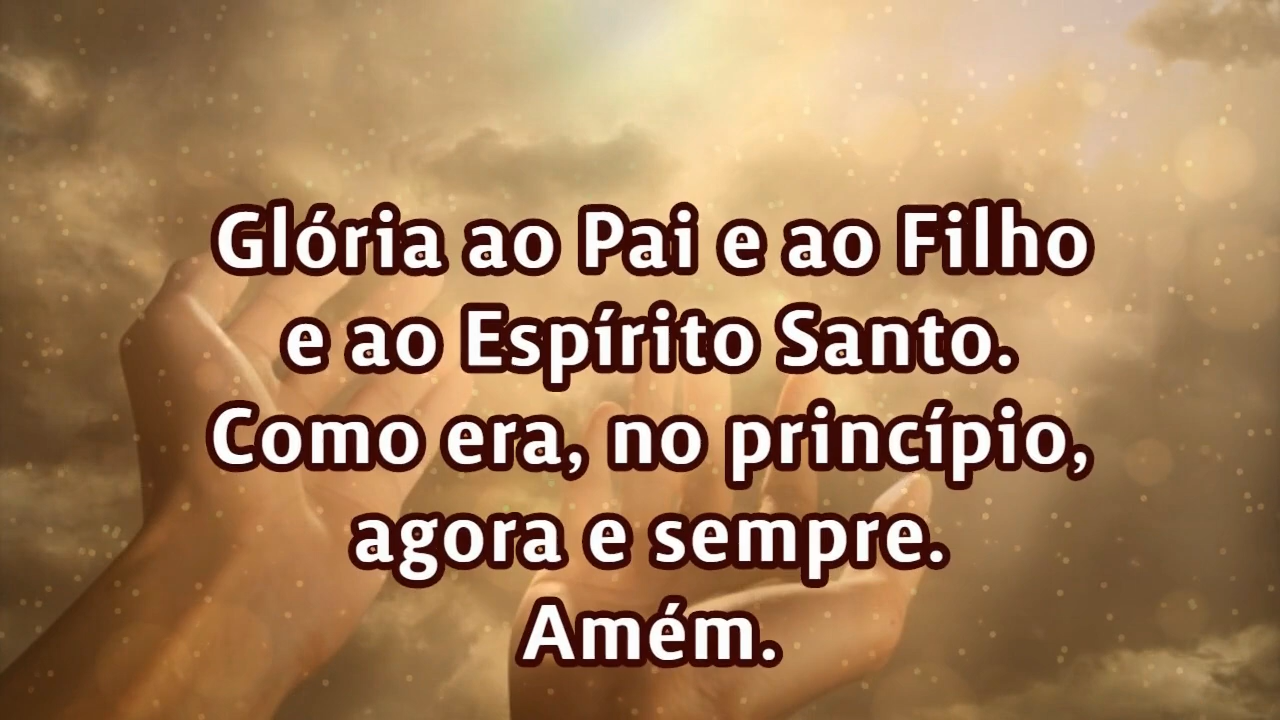 Glória ao Pai e ao Filho
e ao Espírito Santo.
Como era, no princípio,
agora e sempre.
Amém.